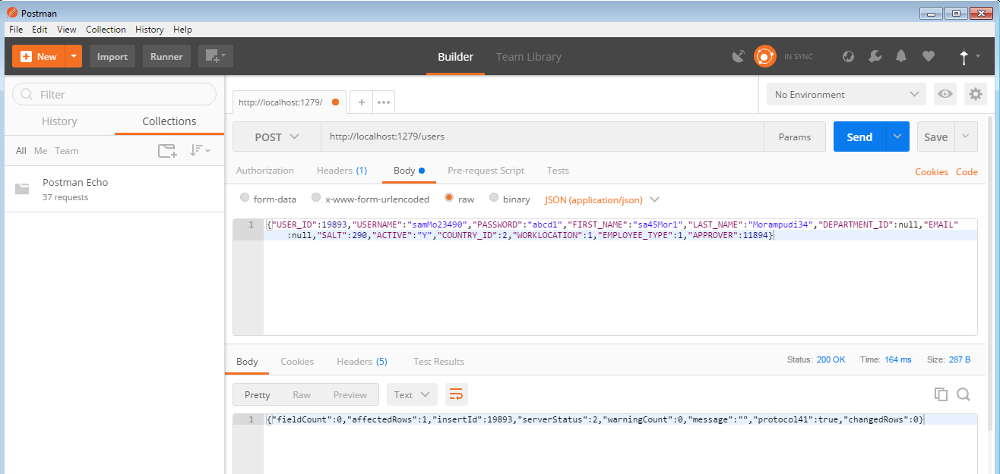 Postman
File Edit View Collection History Help
New Import Runner Builder Team Library IN SYNC
Filter
History Collections
All Me Team
Postman Echo
37 requests
http://localhost:1279/ + •••
No Environment
POST http://localhost:1279/users Params Send Save
Authorization Headers (1) Body Pre-request Script Tests Cookies Code
form-data x-www-form-urlencoded raw binary JSON (application/json)
1 {"USER_ID":19893,"USERNAME":"samMo23490","PASSWORD":"abcd1","FIRST_NAME":"sa45Mor1","LAST_NAME":"Morampudi34","DEPARTMENT_ID":null,"EMAIL"
:null,"SALT":290,"ACTIVE":"Y","COUNTRY_ID":2,"WORKLOCATION":1,"EMPLOYEE_TYPE":1,"APPROVER":11894}
Body Cookies Headers (5) Test Results Status: 200 OK Time: 164 ms Size: 287 B
Pretty Raw Preview Text
1 {"fieldCount":0,"affectedRows":1,"insertId":19893,"serverStatus":2,"warningCount":0,"message":"","protocol41":true,"changedRows":0}